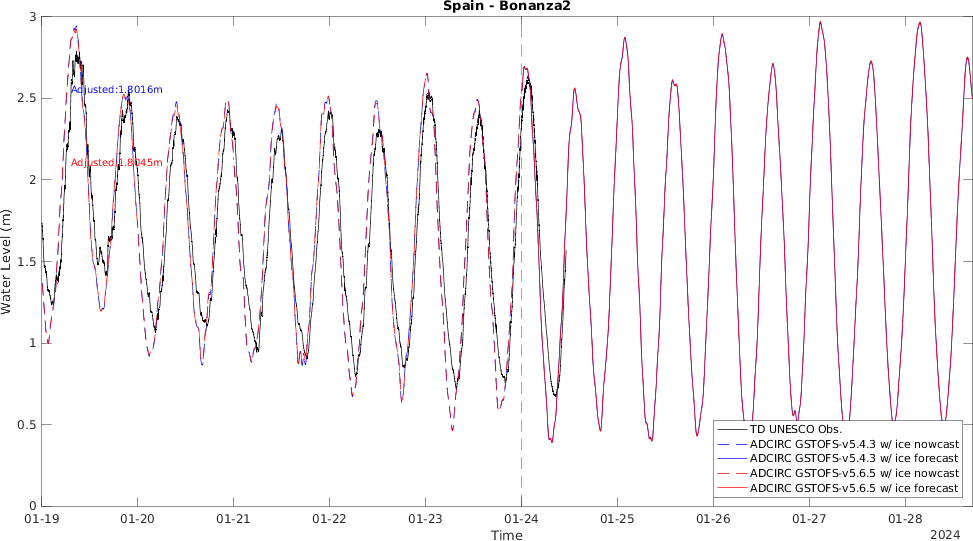 Spain - Bonanza2
3
2.5
2
1.5
1
0.5
0
Water Level (m)
Adjusted:1.8016m
Adjusted:1.8045m
TD UNESCO Obs.
ADCIRC GSTOFS-v5.4.3 w/ ice nowcast
ADCIRC GSTOFS-v5.4.3 w/ ice forecast
ADCIRC GSTOFS-v5.6.5 w/ ice nowcast
ADCIRC GSTOFS-v5.6.5 w/ ice forecast
01-19 01-20 01-21 01-22 01-23 01-24 01-25 01-26 01-27 01-28
Time
2024